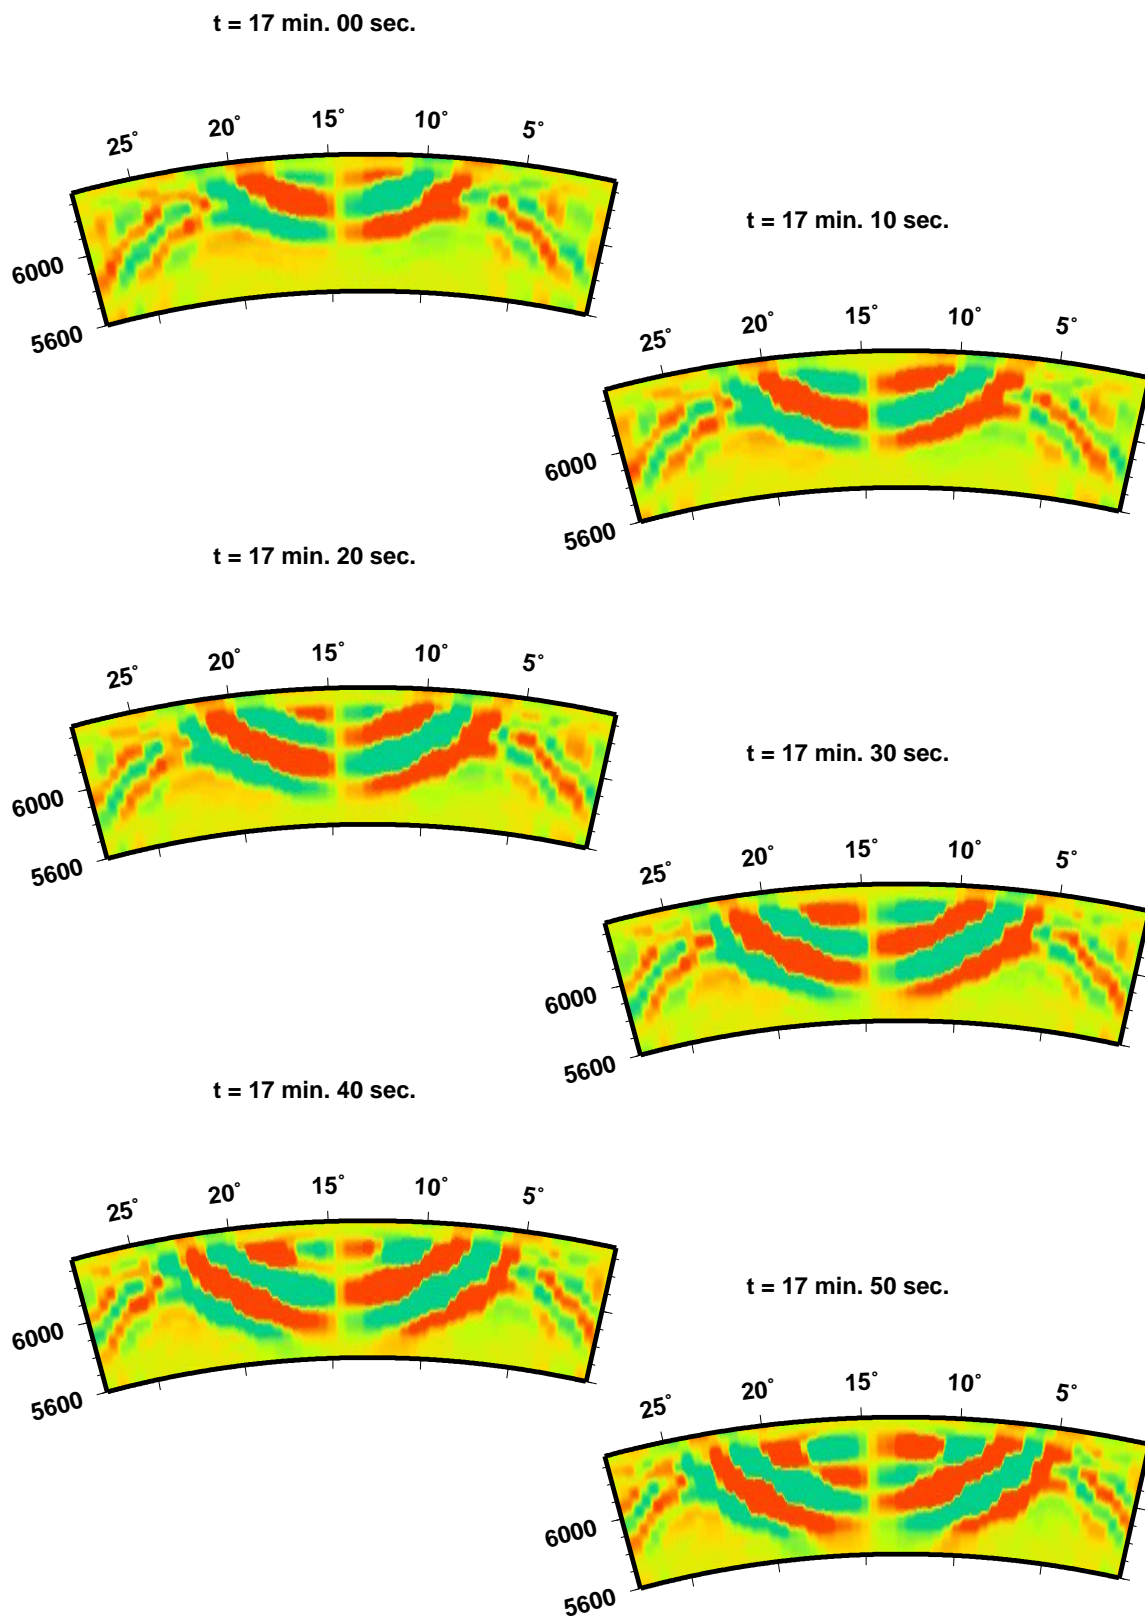 t = 17 min. 00 sec.
25° 20° 15° 10° 5°
6000
5600
t = 17 min. 10 sec.
25° 20° 15° 10° 5°
6000
5600
t = 17 min. 20 sec.
25° 20° 15° 10° 5°
6000
5600
t = 17 min. 30 sec.
25° 20° 15° 10° 5°
6000
5600
t = 17 min. 40 sec.
25° 20° 15° 10° 5°
6000
5600
t = 17 min. 50 sec.
25° 20° 15° 10° 5°
6000
5600